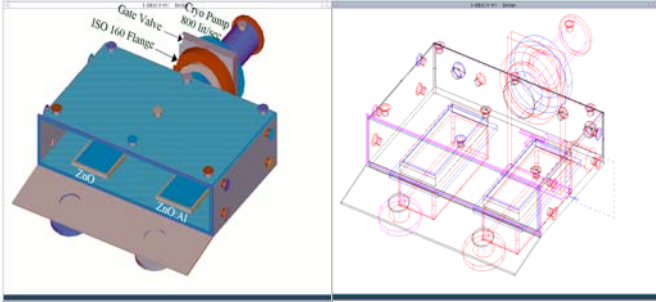 Cryo Pump
800 lit/sec
Gate Valve
ISO 160 Flange
ZnO
ZnO:Al